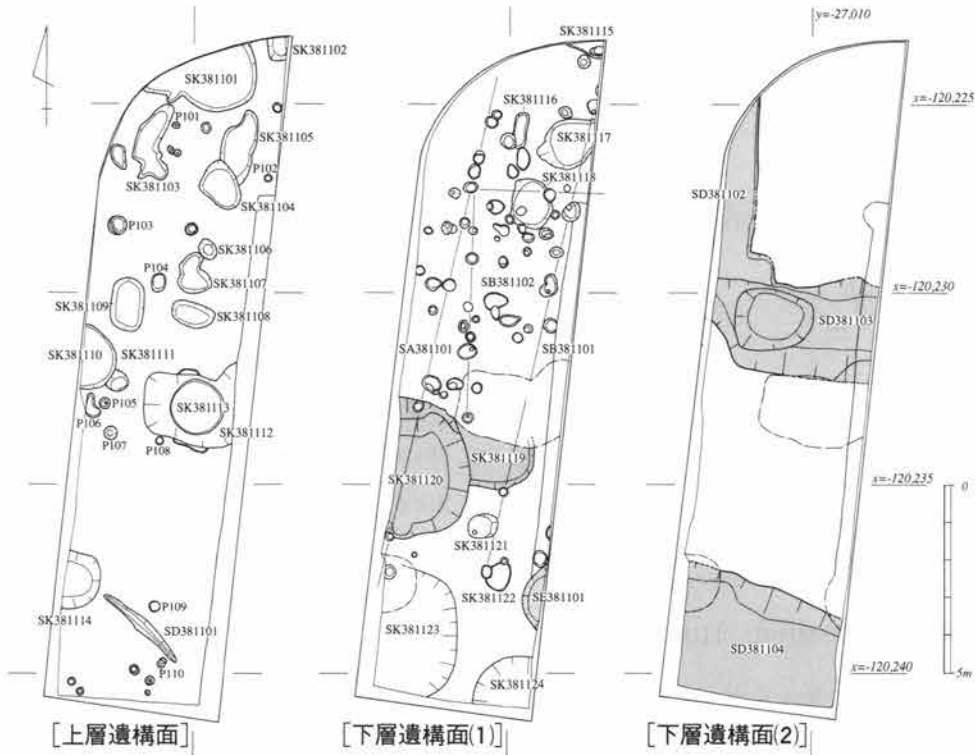 SK381102
SK381101
P101
SK381105
P102
SK381103
SK381104
P103
SK381106
P104
SK381107
SK381109
SK381108
SK381110
SK381111
SK381113
P105
P106
SK381112
P107
P108
P109
SK381114
SD381101
P110
[上層遺構面]
SK381115
SK381116
SK381117
SK381118
SB381102
SA381101
SB381101
SK381119
SK381120
SK381121
SK381122
SE381101
SK381123
SK381124
[下層遺構面(1)]
y=-27,010
x=-120,225
SD381102
x=-120,230
SD381103
x=-120,235
0
SD381104
x=-120,240
5m
[下層遺構面(2)]